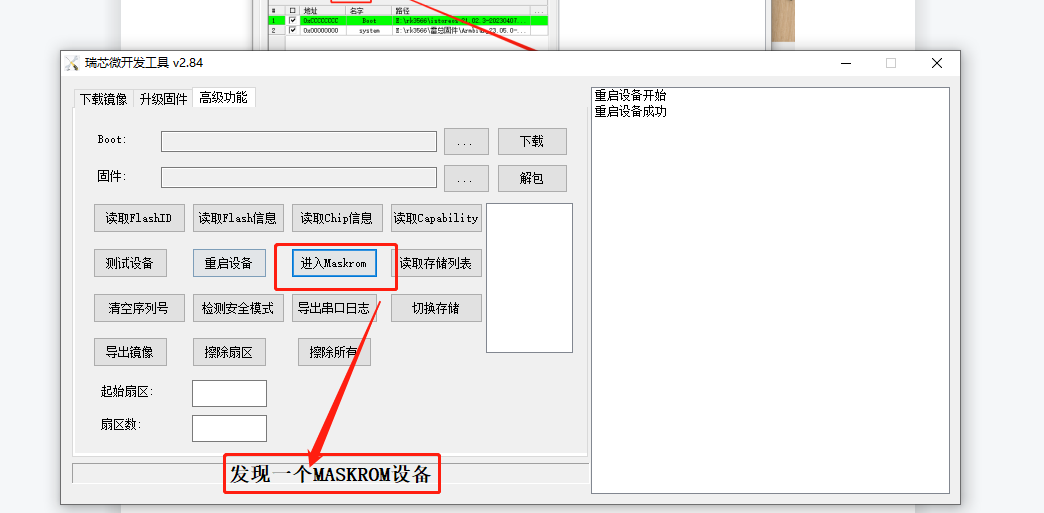 # 口 地址 名字 路径 ...
1 0xCCCCCCCC Boot
2 0x00000000 system
瑞芯微开发工具 v2.84
下载镜像 升级固件 高级功能
Boot: ... 下载
固件: ... 解包
读取FlashID 读取Flash信息 读取Chip信息 读取Capability
测试设备 重启设备 进入Maskrom 读取存储列表
清空序列号 检测安全模式 导出串口日志 切换存储
导出镜像 擦除扇区 擦除所有
起始扇区:
扇区数:
发现一个MASKROM设备
重启设备开始
重启设备成功